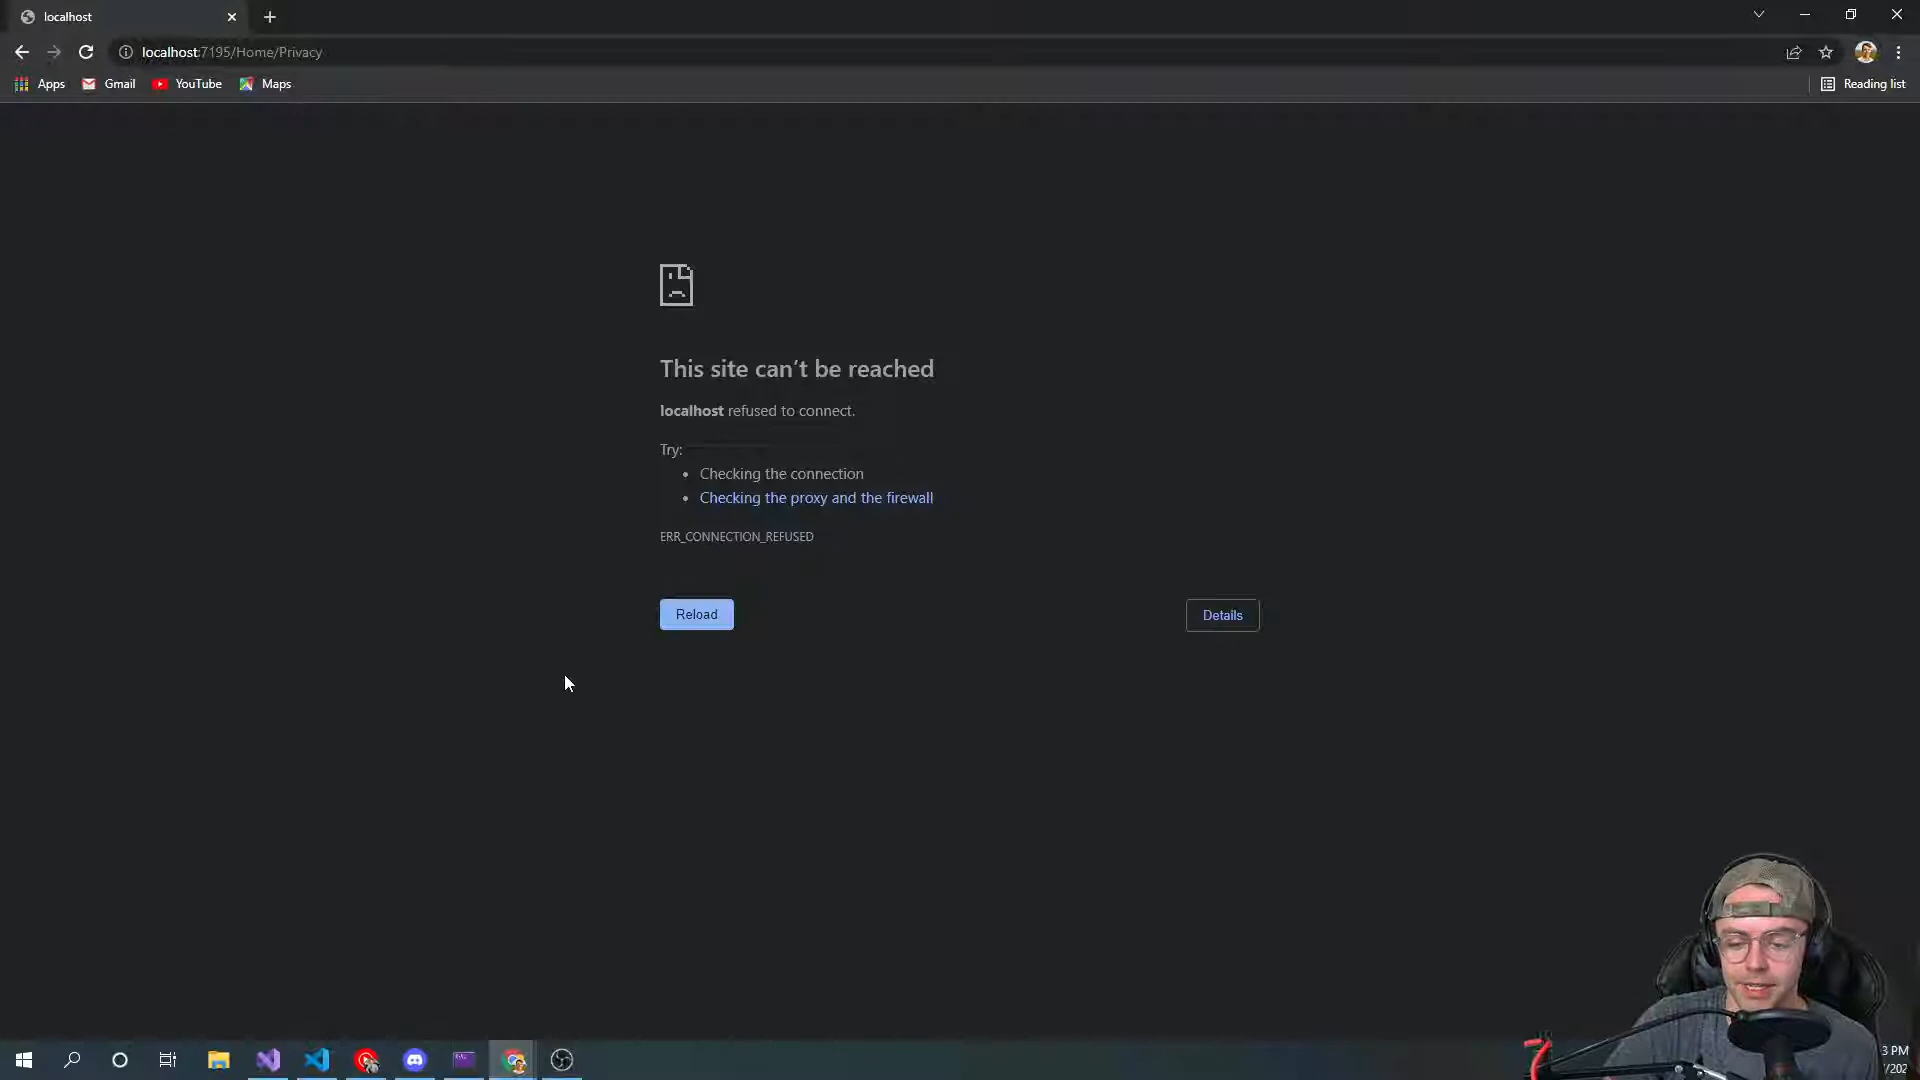 localhost
localhost:7195/Home/Privacy
Apps
Gmail
YouTube
Maps
Reading list
This site can’t be reached
localhost refused to connect.
Try:
Checking the connection
Checking the proxy and the firewall
ERR_CONNECTION_REFUSED
Reload
Details
3 PM
/202